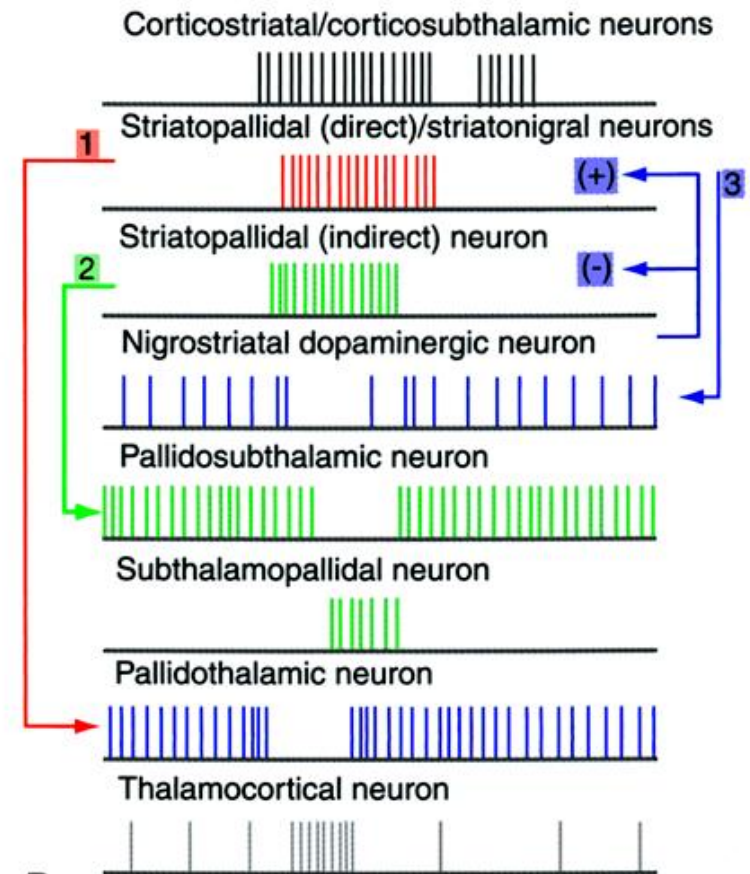 Corticostriatal/corticosubthalamic neurons
Striatopallidal (direct)/striatonigral neurons
1
(+)
3
Striatopallidal (indirect) neuron
2
(-)
Nigrostriatal dopaminergic neuron
Pallidosubthalamic neuron
Subthalamopallidal neuron
Pallidothalamic neuron
Thalamocortical neuron